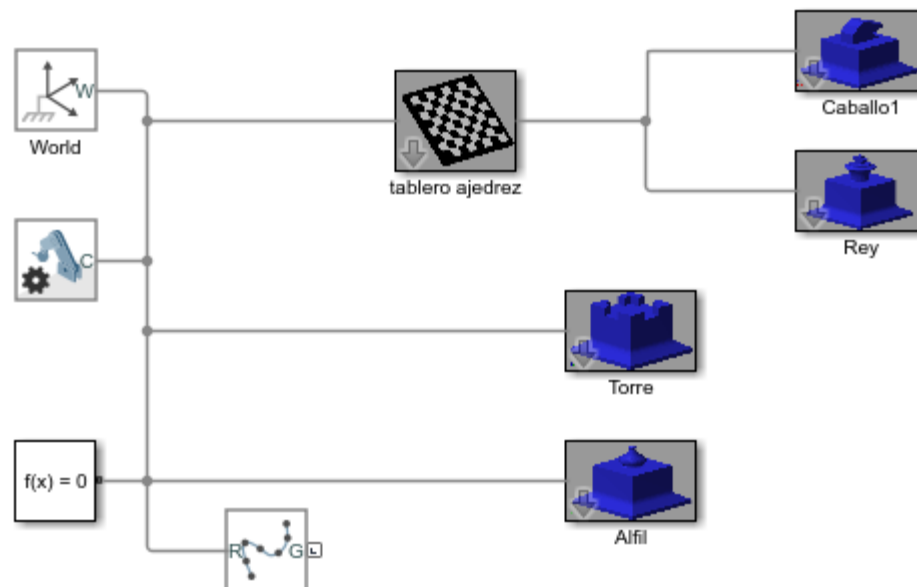 W
World
Caballo1
tablero ajedrez
Rey
C
Torre
f(x) = 0
Alfil
R
G